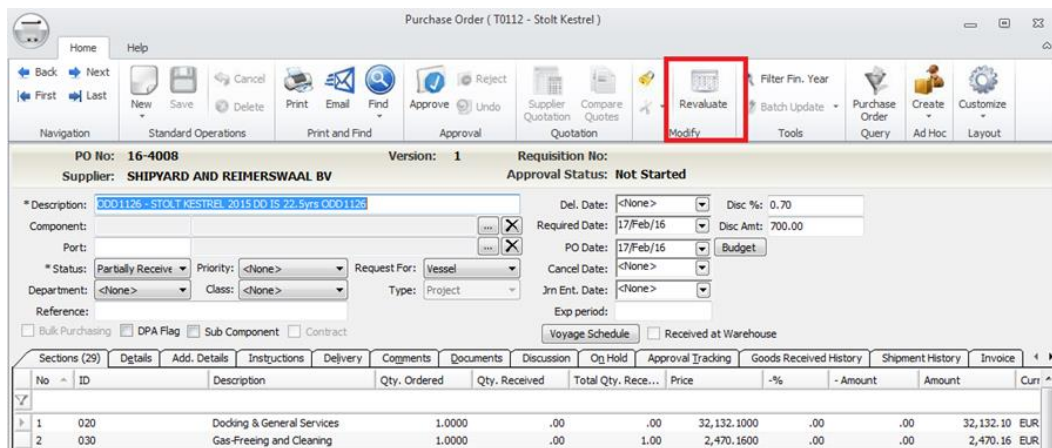 Purchase Order ( T0112 - Stolt Kestrel )
Home Help
Back Next
First Last
New Save Cancel Delete
Print Email Find
Approve Reject Undo
Supplier Quotation Compare Quotes
Revaluate
Filter Fin. Year
Batch Update
Purchase Order
Create
Customize
Navigation Standard Operations Print and Find Approval Quotation Modify Tools Query Ad Hoc Layout
PO No: 16-4008 Version: 1 Requisition No:
Supplier: SHIPYARD AND REIMERSWAAL BV Approval Status: Not Started
* Description: ODD1126 - STOLT KESTREL 2015 DD IS 22.5yrs ODD1126 Del. Date: <None> Disc %: 0.70
Component: ... Required Date: 17/Feb/16 Disc Amt: 700.00
Port: ... PO Date: 17/Feb/16 Budget
* Status: Partially Receive Priority: <None> Request For: Vessel Cancel Date: <None>
Department: <None> Class: <None> Type: Project Jrn Ent. Date: <None>
Reference: Exp period:
Bulk Purchasing DPA Flag Sub Component Contract Voyage Schedule Received at Warehouse
Sections (29) Details Add. Details Instructions Delivery Comments Documents Discussion On Hold Approval Tracking Goods Received History Shipment History Invoice
No ID Description Qty. Ordered Qty. Received Total Qty. Rece... Price -% - Amount Amount Curr
1 020 Docking & General Services 1.0000 .00 .00 32,132.1000 .00 .00 32,132.10 EUR
2 030 Gas-Freeing and Cleaning 1.0000 .00 1.00 2,470.1600 .00 .00 2,470.16 EUR